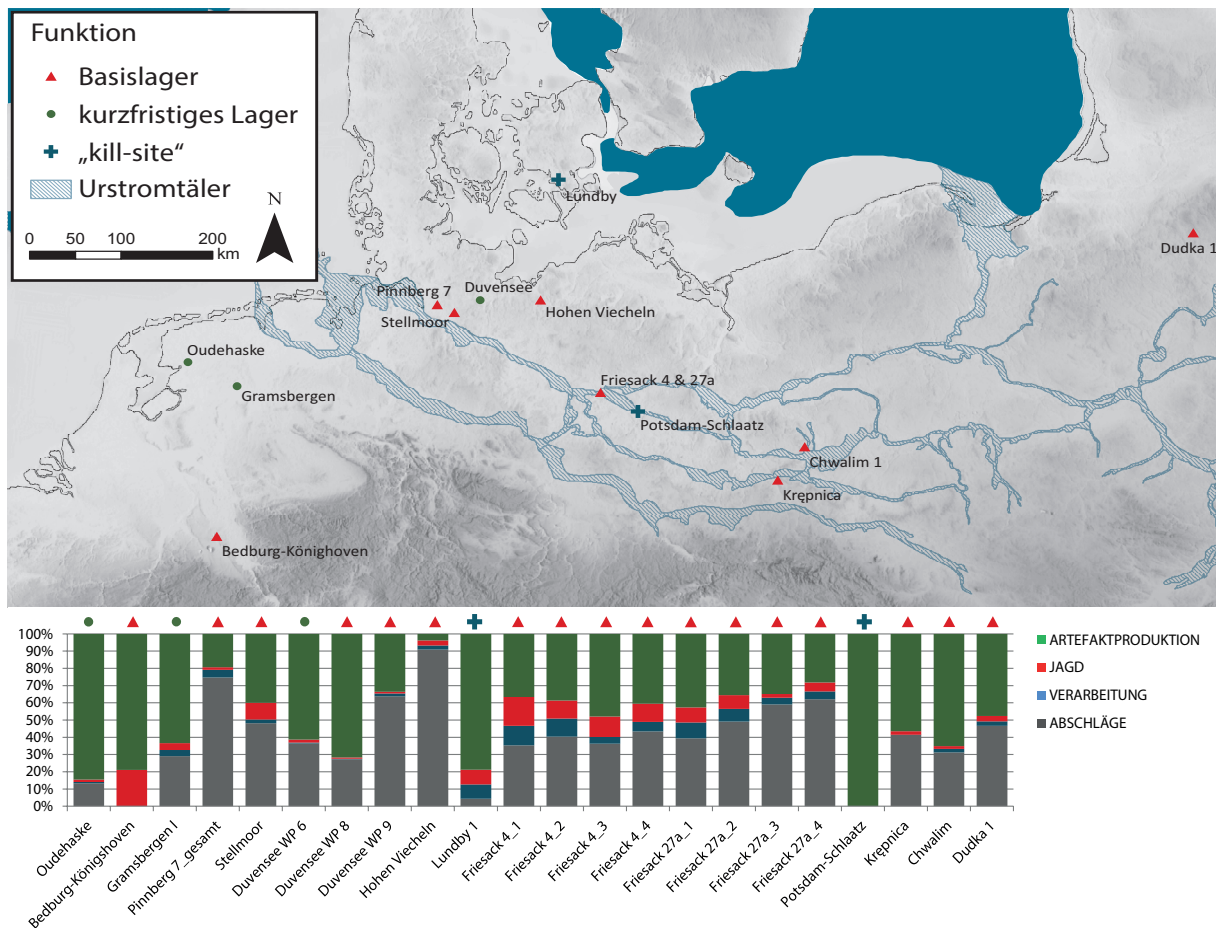 Funktion
Basislager
kurzfristiges Lager
„kill-site“
Urstromtäler
N
0 50 100 200
km
Lundby
Dudka 1
Pinnberg 7
Duvensee
Stellmoor
Hohen Viecheln
Oudehaske
Gramsbergen
Friesack 4 & 27a
Potsdam-Schlaatz
Chwalim 1
Krępnica
Bedburg-Könighoven
100%
90%
80%
70%
60%
50%
40%
30%
20%
10%
0%
ARTEFAKTPRODUKTION
JAGD
VERARBEITUNG
ABSCHLÄGE
Oudehaske
Bedburg-Königshoven
Gramsbergen I
Pinnberg 7_gesamt
Stellmoor
Duvensee WP 6
Duvensee WP 8
Duvensee WP 9
Hohen Viecheln
Lundby 1
Friesack 4_1
Friesack 4_2
Friesack 4_3
Friesack 4_4
Friesack 27a_1
Friesack 27a_2
Friesack 27a_3
Friesack 27a_4
Potsdam-Schlaatz
Krępnica
Chwalim
Dudka 1